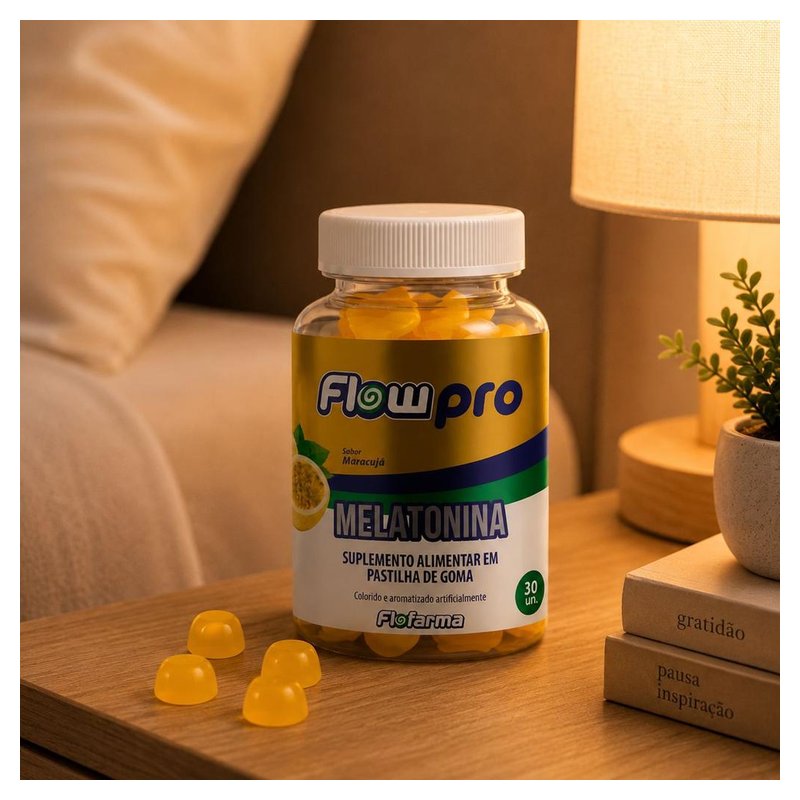 Flowpro
Sabor
Maracujá
MELATONINA
SUPLEMENTO ALIMENTAR EM
PASTILHA DE GOMA
Colorido e aromatizado artificialmente
30
un.
Flofarma
gratidão
pausa
inspiração